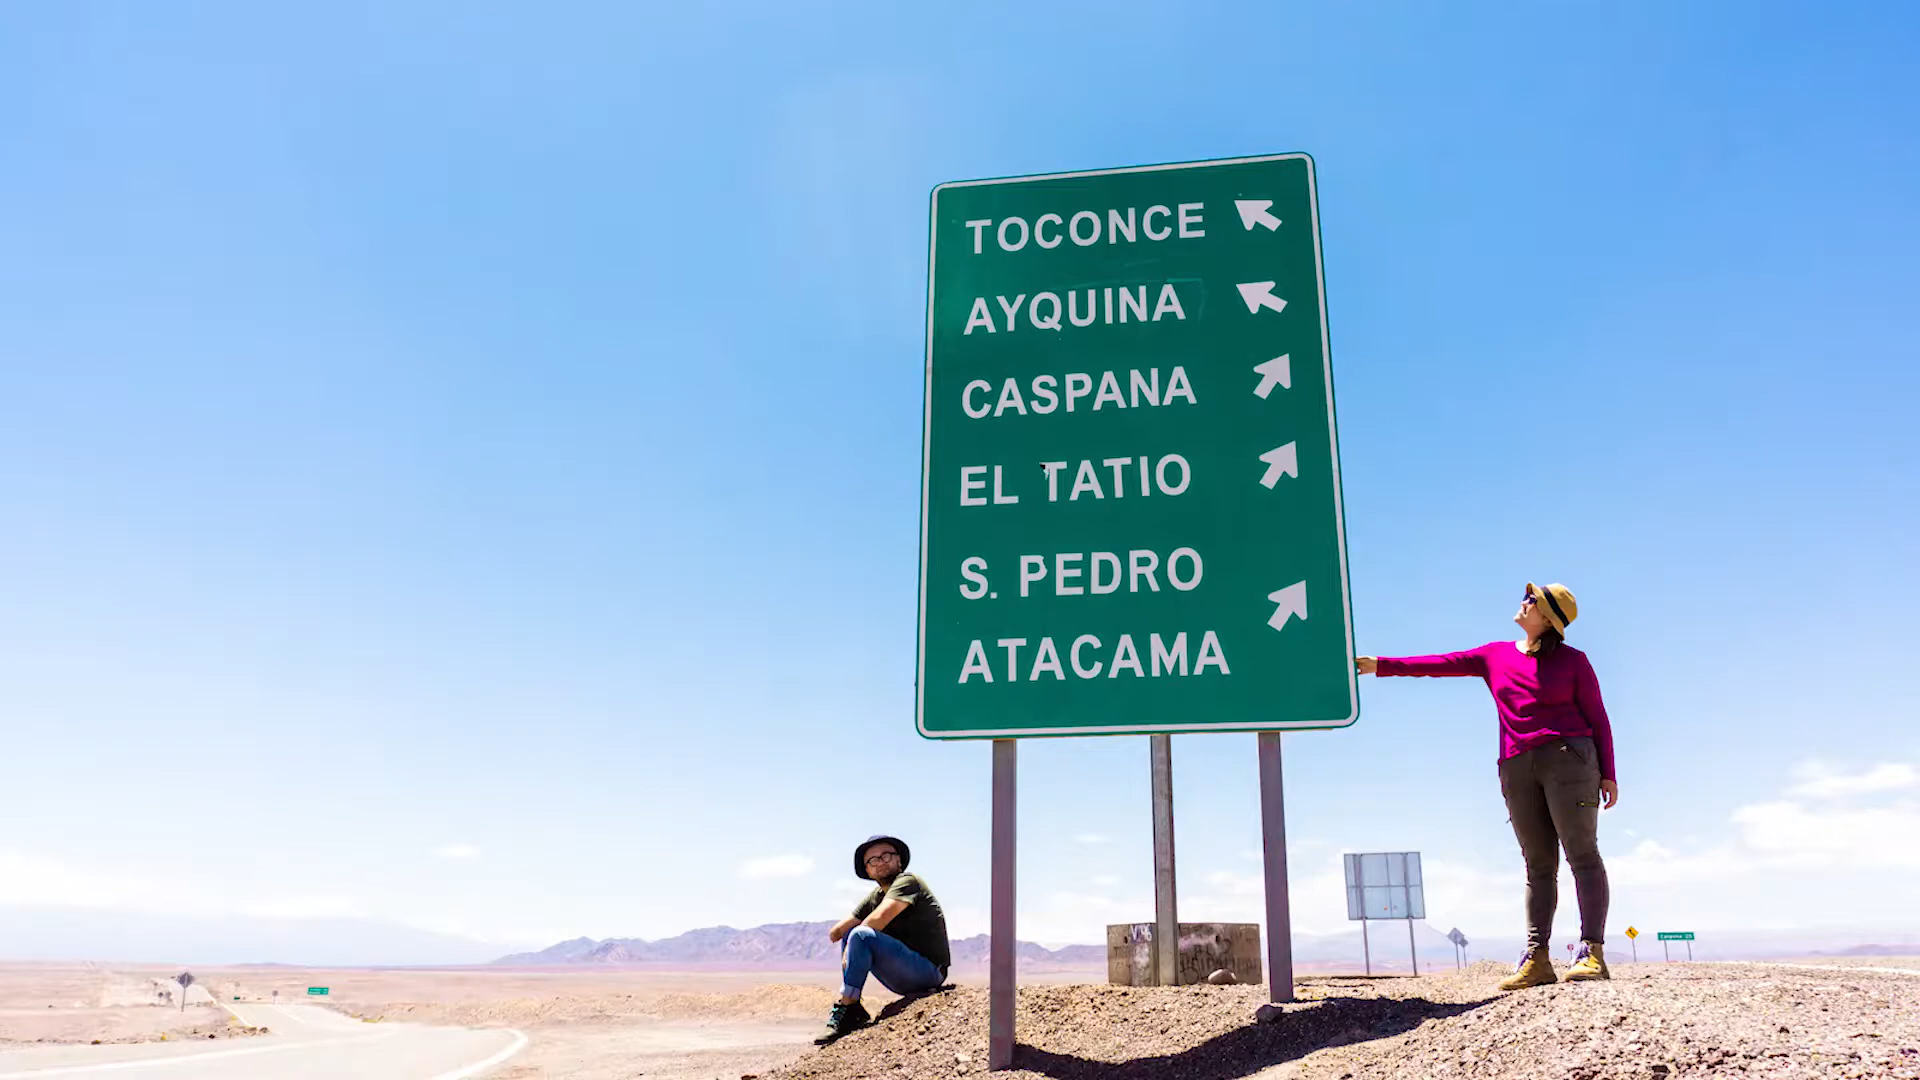 TOCONCE
AYQUINA
CASPANA
EL TATIO
S. PEDRO
ATACAMA